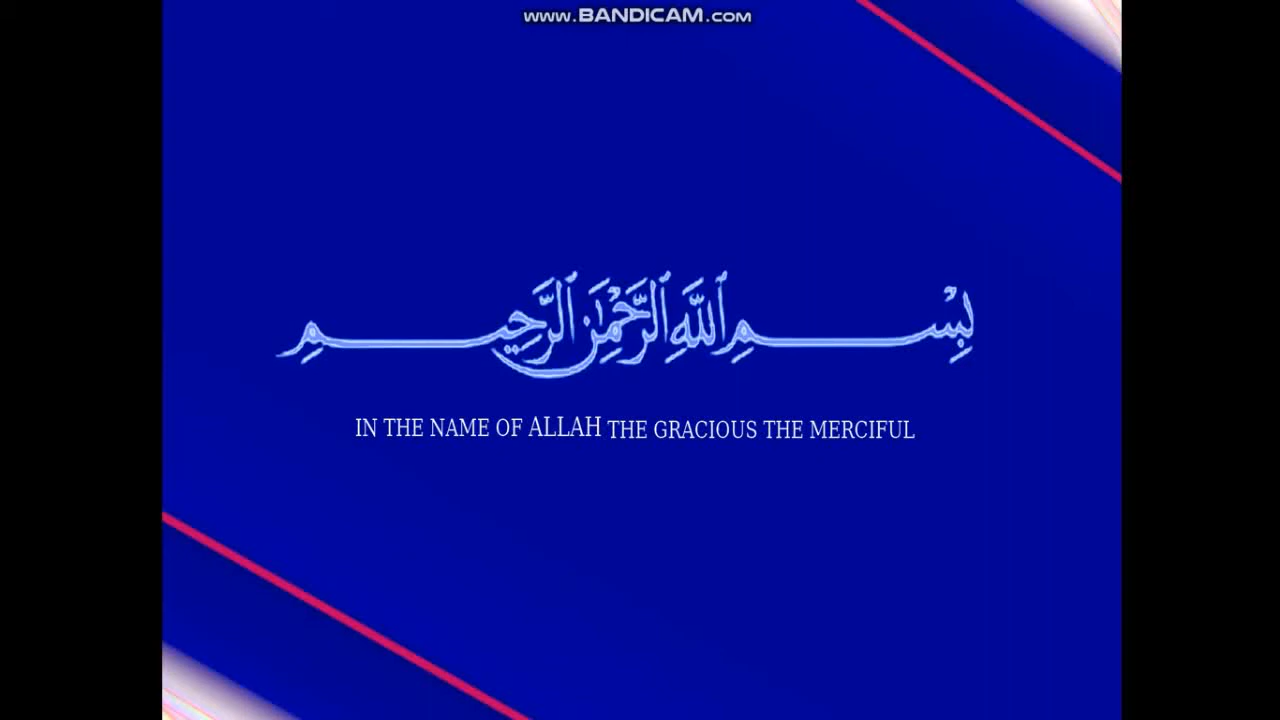 www.BANDICAM.com
بِسْمِ ٱللَّهِ ٱلرَّحْمَٰنِ ٱلرَّحِيمِ
IN THE NAME OF ALLAH THE GRACIOUS THE MERCIFUL